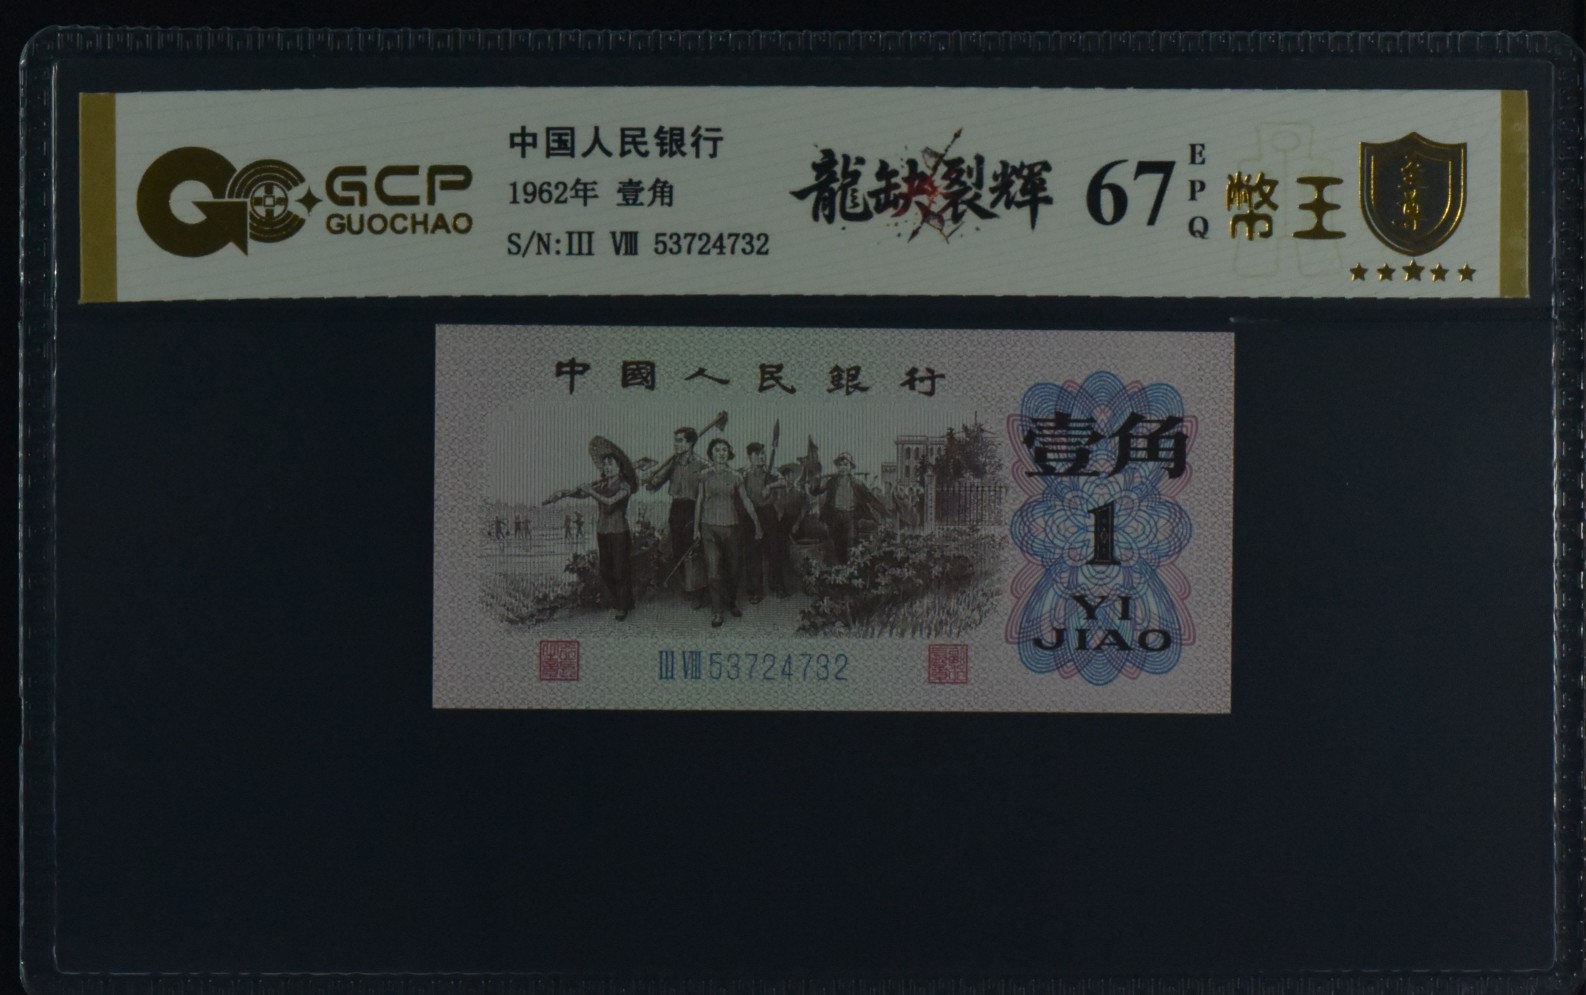 GCP
GUOCHAO
中国人民银行
1962年 壹角
S/N:III VIII 53724732
龍缺裂輝
67
EPQ
幣王
中國人民銀行
壹角
1
YI
JIAO
III VIII 53724732